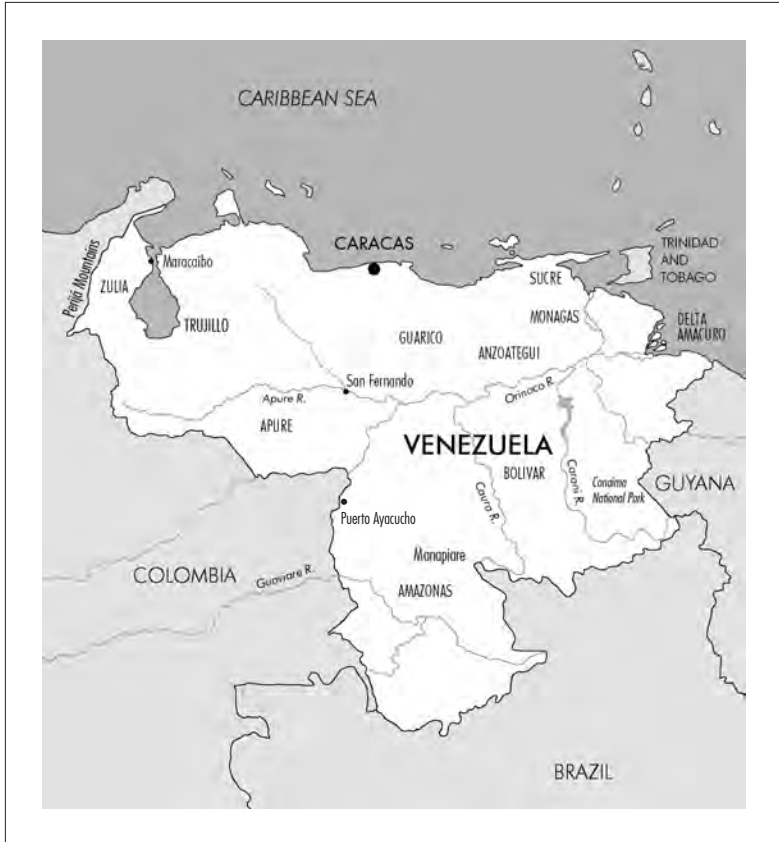 CARIBBEAN SEA
CARACAS
TRINIDAD
AND
TOBAGO
Perijá Mountains
Maracaibo
ZULIA
TRUJILLO
SUCRE
MONAGAS
DELTA
AMACURO
GUARICO
ANZOATEGUI
San Fernando
Apure R.
Orinoco R.
APURE
VENEZUELA
BOLIVAR
Caura R.
Carani R.
Canaima
National Park
GUYANA
Puerto Ayacucho
Manapiare
COLOMBIA
Guaviare R.
AMAZONAS
BRAZIL